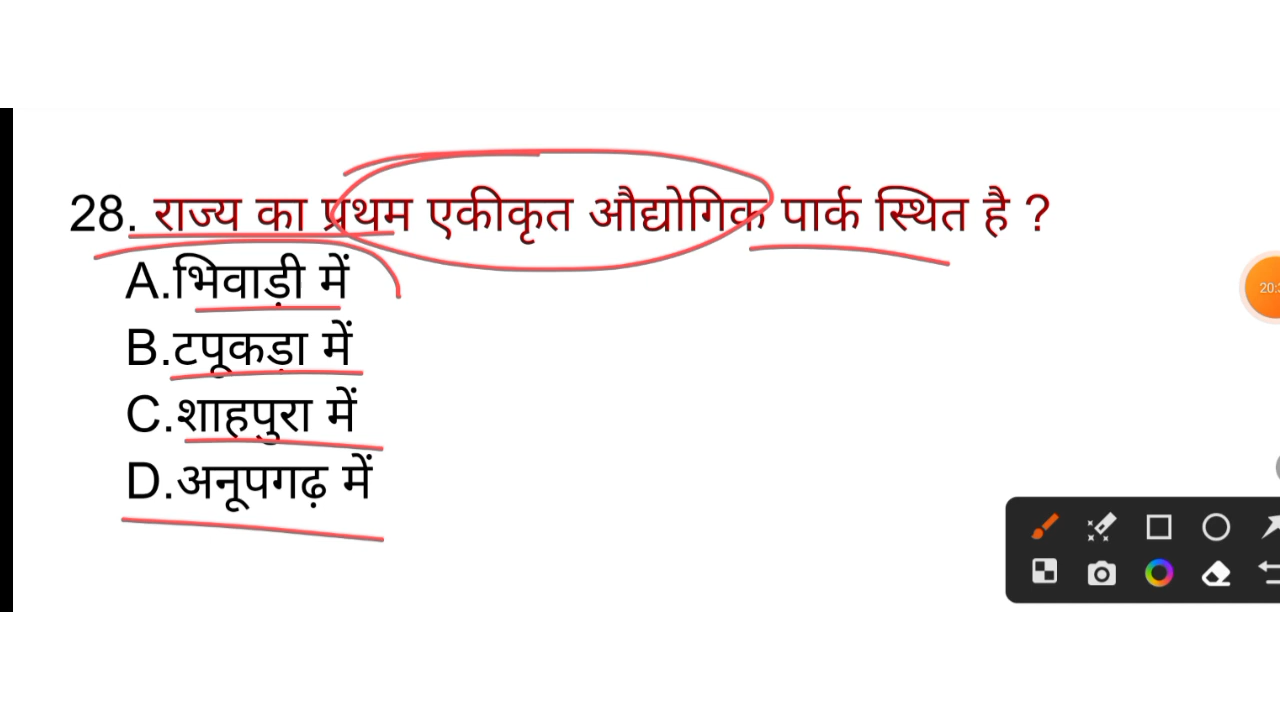 28. राज्य का प्रथम एकीकृत औद्योगिक पार्क स्थित है ?
A.भिवाड़ी में
B.टपूकड़ा में
C.शाहपुरा में
D.अनूपगढ़ में